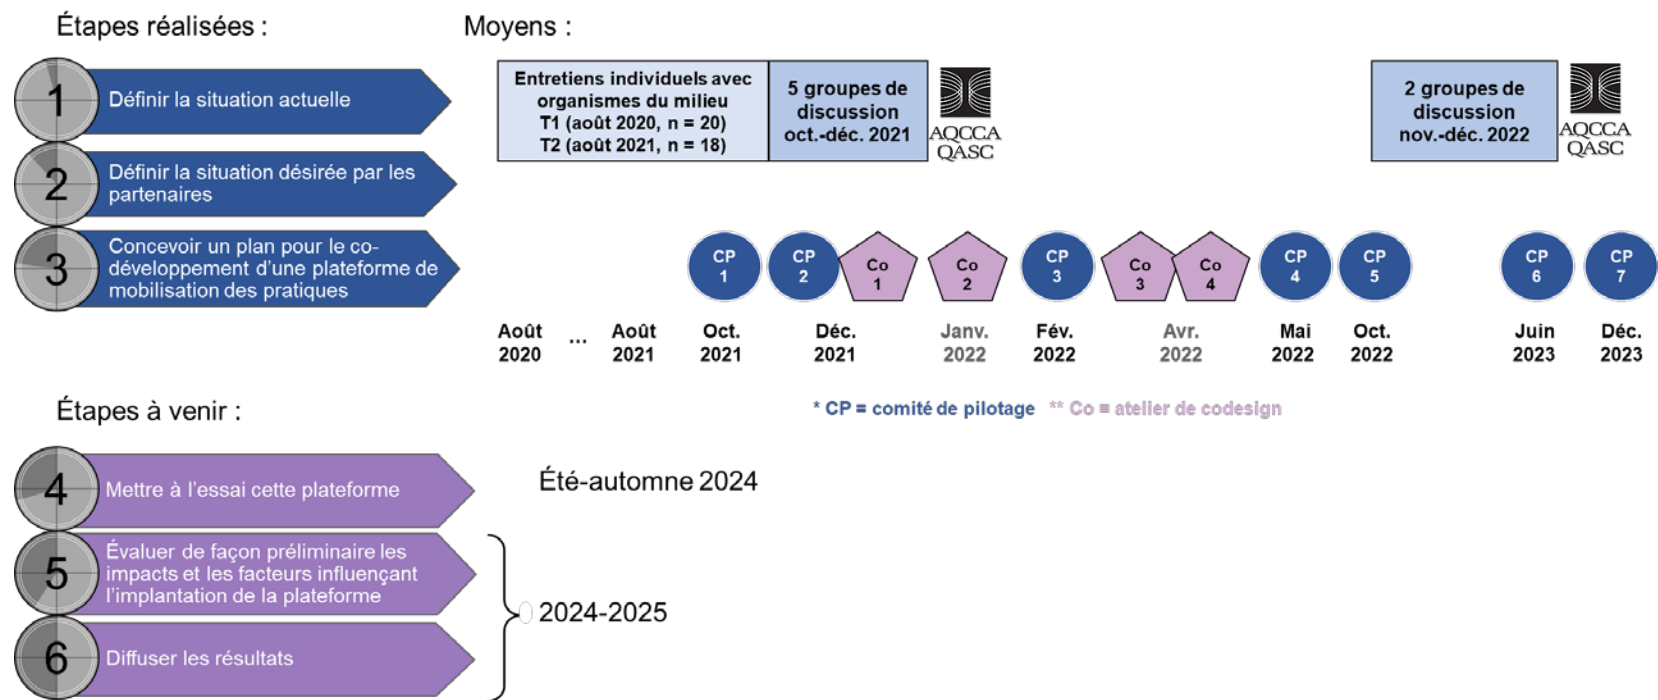 Étapes réalisées :
Moyens :
1
Définir la situation actuelle
2
Définir la situation désirée par les
partenaires
3
Concevoir un plan pour le co-
développement d’une plateforme de
mobilisation des pratiques
Entretiens individuels avec
organismes du milieu
T1 (août 2020, n = 20)
T2 (août 2021, n = 18)
5 groupes de
discussion
oct.-déc. 2021
AQCCA
QASC
2 groupes de
discussion
nov.-déc. 2022
AQCCA
QASC
CP
1
CP
2
Co
1
Co
2
CP
3
Co
3
Co
4
CP
4
CP
5
CP
6
CP
7
Août
2020
...
Août
2021
Oct.
2021
Déc.
2021
Janv.
2022
Fév.
2022
Avr.
2022
Mai
2022
Oct.
2022
Juin
2023
Déc.
2023
* CP = comité de pilotage ** Co = atelier de codesign
Étapes à venir :
4
Mettre à l’essai cette plateforme
Été-automne 2024
5
Évaluer de façon préliminaire les
impacts et les facteurs influençant
l’implantation de la plateforme
2024-2025
6
Diffuser les résultats